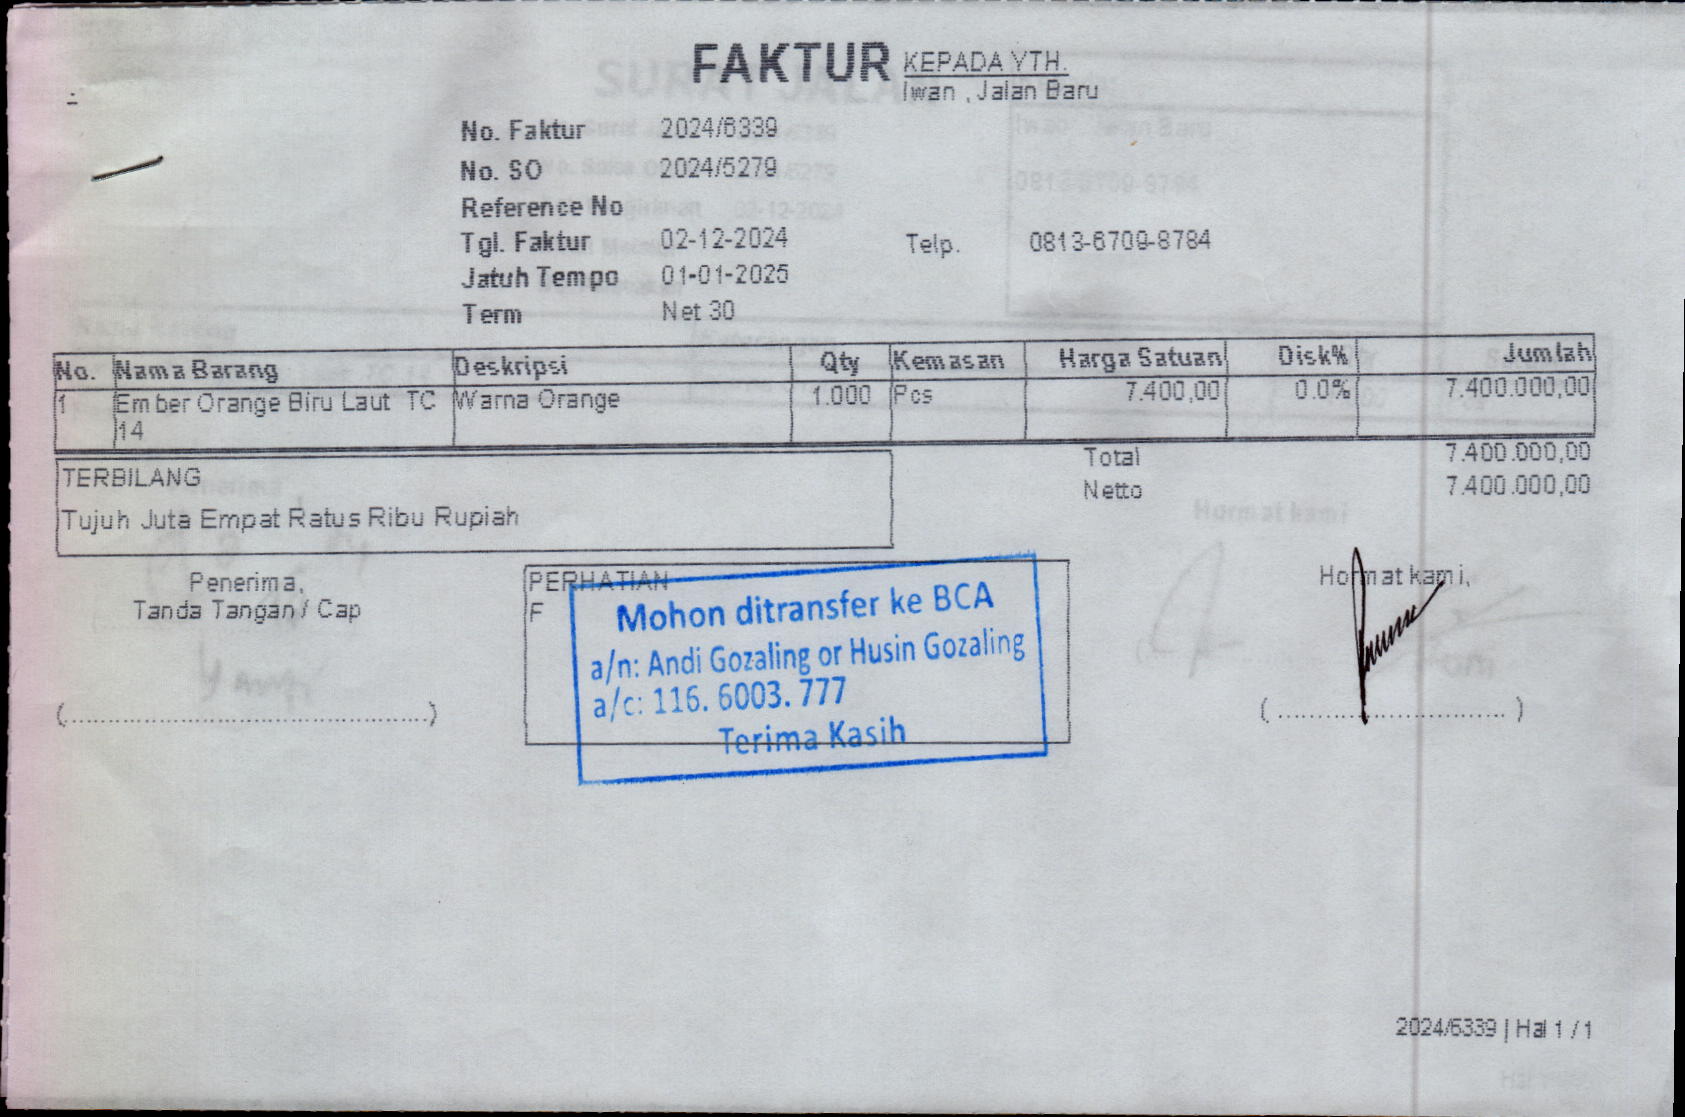 FAKTUR
KEPADA YTH.
Iwan , Jalan Baru
No. Faktur 2024/6339
No. SO 2024/5279
Reference No
Tgl. Faktur 02-12-2024
Telp. 0813-6709-8784
Jatuh Tempo 01-01-2025
Term Net 30
No. Nama Barang Deskripsi Qty Kemasan Harga Satuan Disk% Jumlah
1 Ember Orange Biru Laut TC Warna Orange 1.000 Pcs 7.400,00 0.0% 7.400.000,00
14
Total 7.400.000,00
Netto 7.400.000,00
TERBILANG
Tujuh Juta Empat Ratus Ribu Rupiah
Penerima,
Tanda Tangan / Cap
(................................................)
PERHATIAN
F
Mohon ditransfer ke BCA
a/n: Andi Gozaling or Husin Gozaling
a/c: 116. 6003. 777
Terima Kasih
Hormat kami,
( .............................. )
2024/6339 | Hal 1 / 1